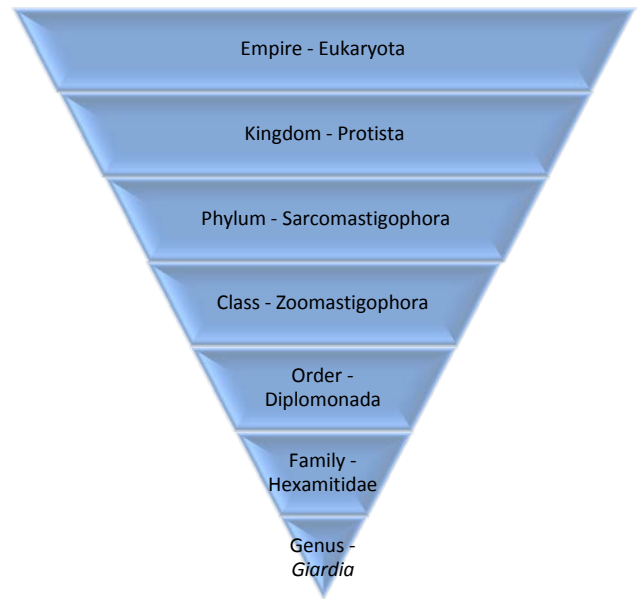 Empire - Eukaryota
Kingdom - Protista
Phylum - Sarcomastigophora
Class - Zoomastigophora
Order -
Diplomonada
Family -
Hexamitidae
Genus -
Giardia